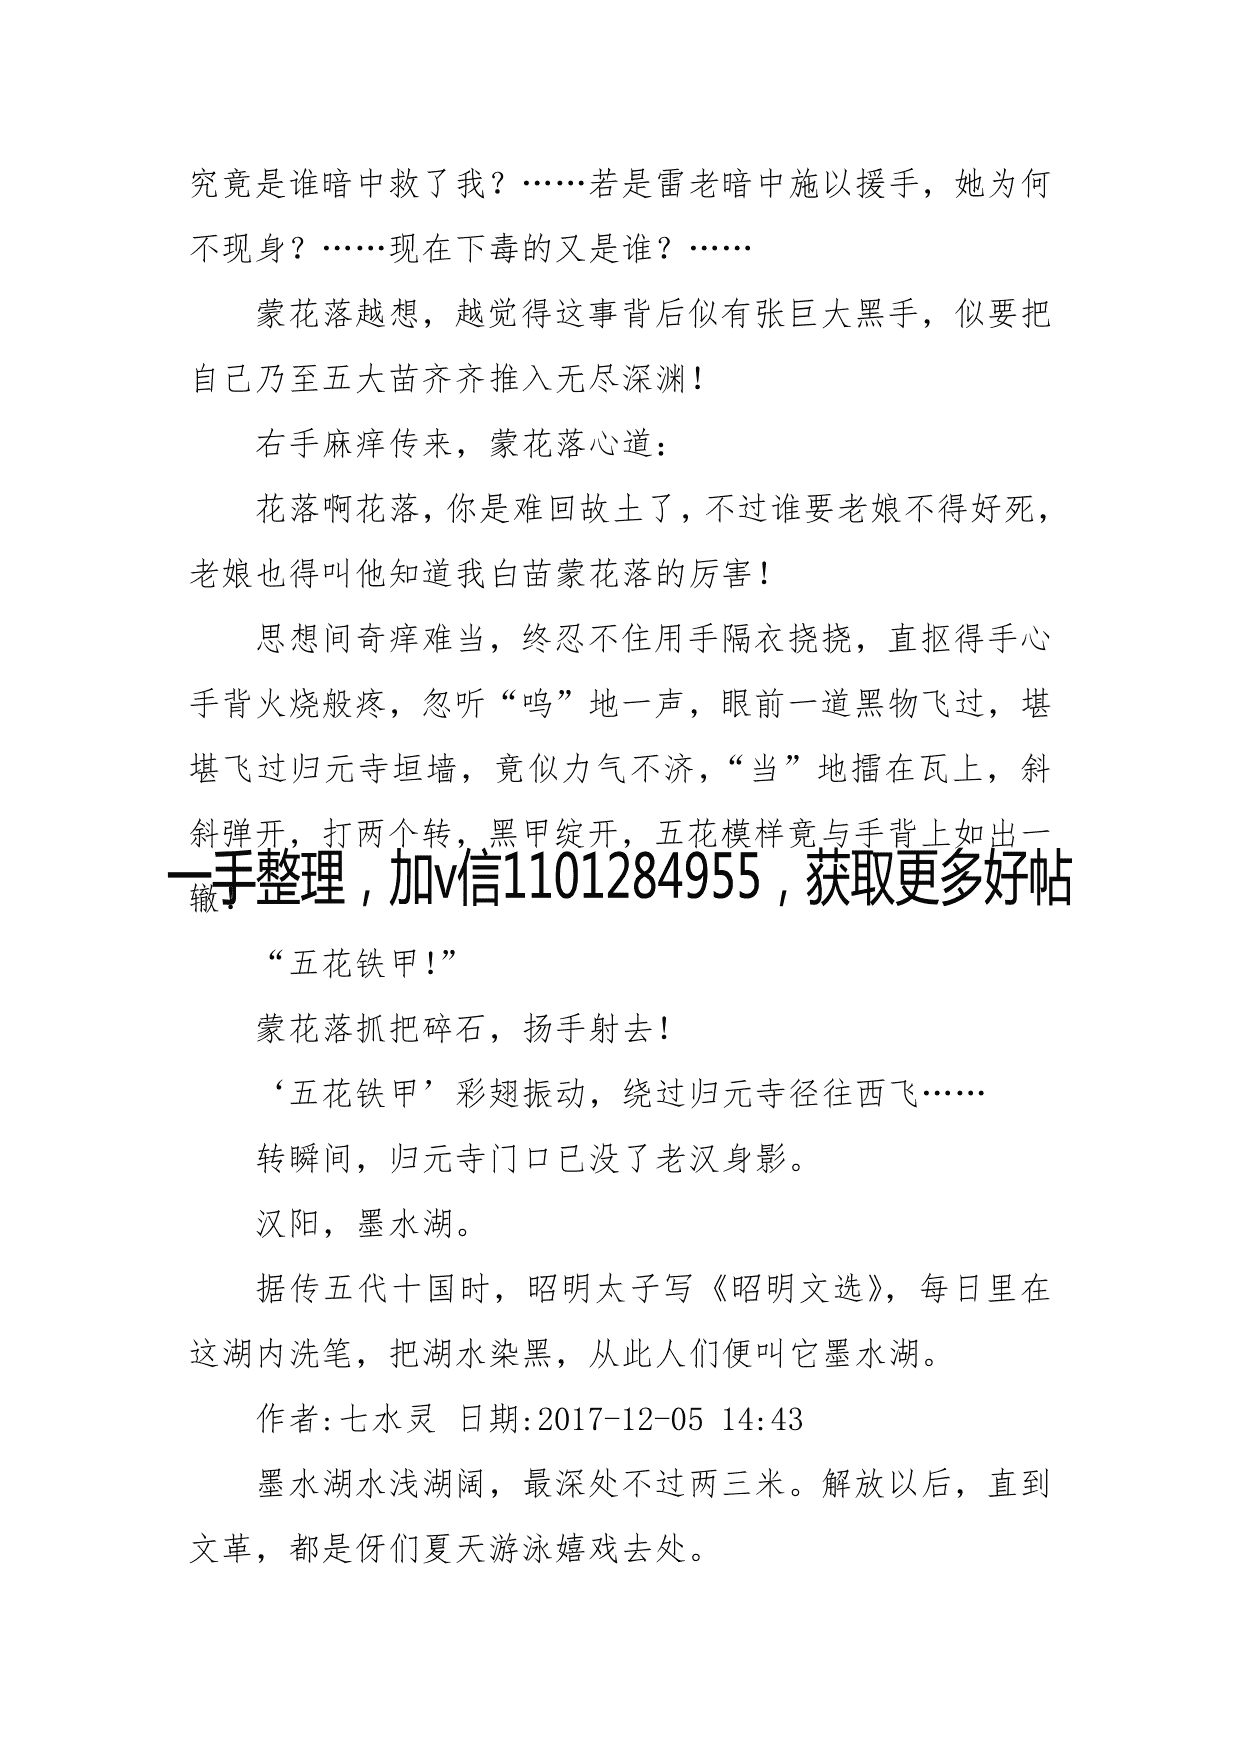 究竟是谁暗中救了我？……若是雷老暗中施以援手，她为何
不现身？……现在下毒的又是谁？……
蒙花落越想，越觉得这事背后似有张巨大黑手，似要把
自己乃至五大苗齐齐推入无尽深渊！
右手麻痒传来，蒙花落心道：
花落啊花落，你是难回故土了，不过谁要老娘不得好死，
老娘也得叫他知道我白苗蒙花落的厉害！
思想间奇痒难当，终忍不住用手隔衣挠挠，直抠得手心
手背火烧般疼，忽听“呜”地一声，眼前一道黑物飞过，堪
堪飞过归元寺垣墙，竟似力气不济，“当”地擂在瓦上，斜
斜弹开，打两个转，黑甲绽开，五花模样竟与手背上如出一
一手整理，加v信1101284955，获取更多好帖
辙！
“五花铁甲！”
蒙花落抓把碎石，扬手射去！
‘五花铁甲’彩翅振动，绕过归元寺径往西飞……
转瞬间，归元寺门口已没了老汉身影。
汉阳，墨水湖。
据传五代十国时，昭明太子写《昭明文选》，每日里在
这湖内洗笔，把湖水染黑，从此人们便叫它墨水湖。
作者:七水灵 日期:2017-12-05 14:43
墨水湖水浅湖阔，最深处不过两三米。解放以后，直到
文革，都是伢们夏天游泳嬉戏去处。